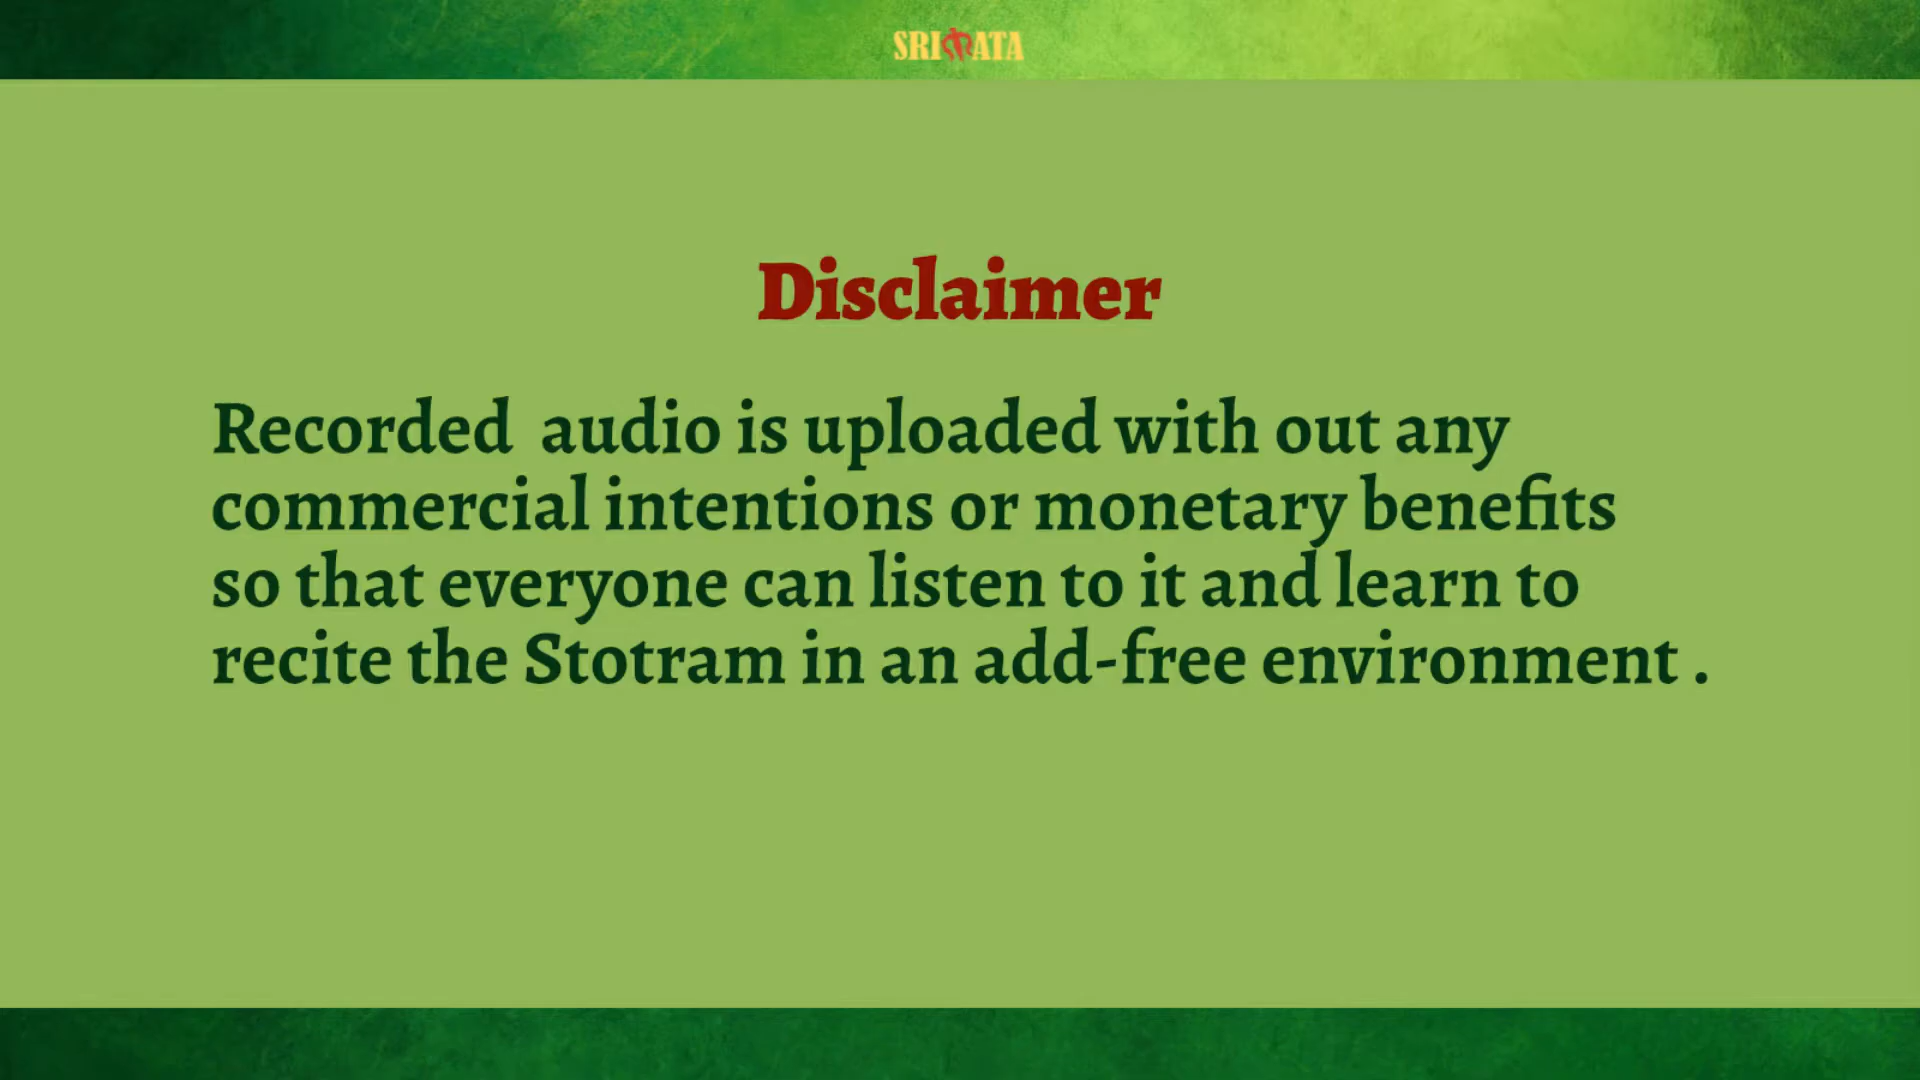 SRIMATA
Disclaimer
Recorded  audio is uploaded with out any
commercial intentions or monetary benefits
so that everyone can listen to it and learn to
recite the Stotram in an add-free environment .